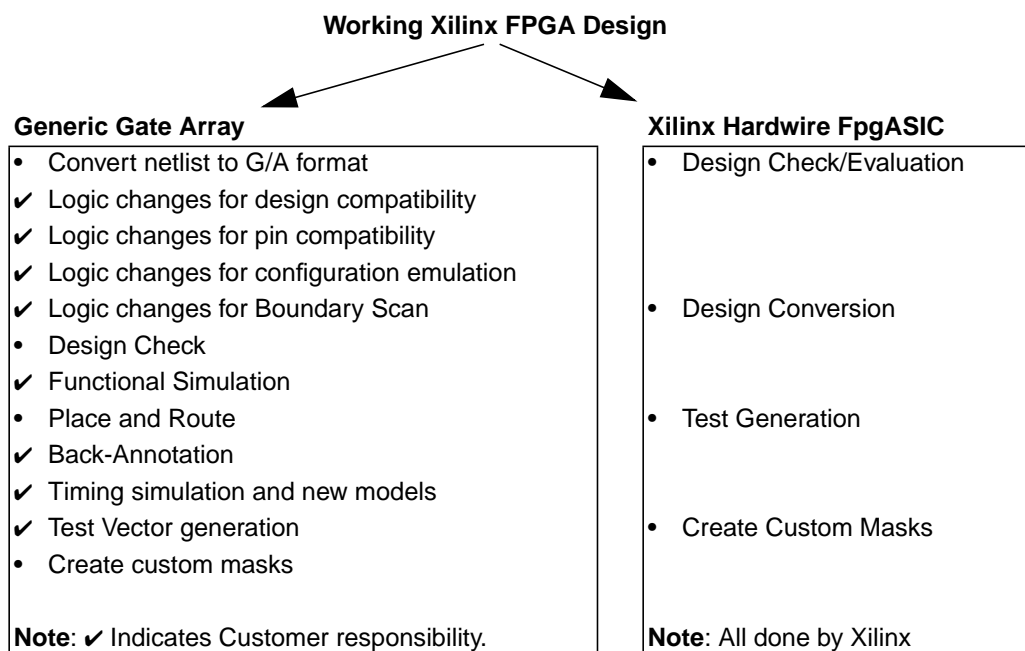 Working Xilinx FPGA Design
Generic Gate Array
• Convert netlist to G/A format
✔ Logic changes for design compatibility
✔ Logic changes for pin compatibility
✔ Logic changes for configuration emulation
✔ Logic changes for Boundary Scan
• Design Check
✔ Functional Simulation
• Place and Route
✔ Back-Annotation
✔ Timing simulation and new models
✔ Test Vector generation
• Create custom masks
Note: ✔ Indicates Customer responsibility.
Xilinx Hardwire FpgASIC
• Design Check/Evaluation
• Design Conversion
• Test Generation
• Create Custom Masks
Note: All done by Xilinx